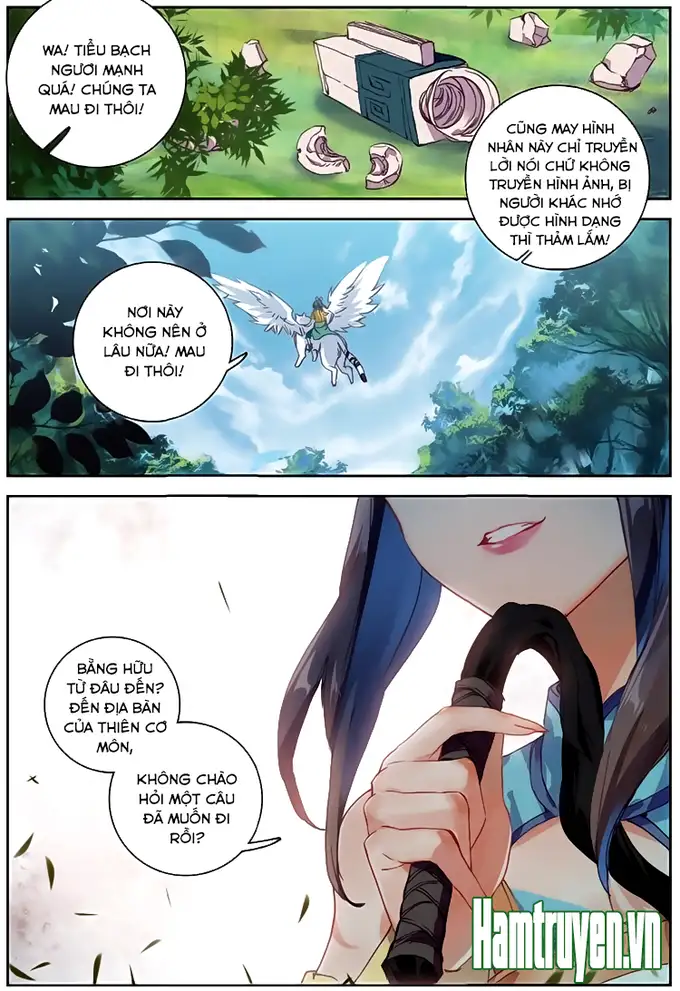 WA! TIỂU BẠCH
NGƯƠI MẠNH
QUÁ! CHÚNG TA
MAU ĐI THÔI!
CŨNG MAY HÌNH
NHÂN NÀY CHỈ TRUYỀN
LỜI NÓI CHỨ KHÔNG
TRUYỀN HÌNH ẢNH, BỊ
NGƯỜI KHÁC NHỚ
ĐƯỢC HÌNH DẠNG
THÌ THẢM LẮM!
NƠI NÀY
KHÔNG NÊN Ở
LÂU NỮA! MAU
ĐI THÔI!
BẰNG HỮU
TỪ ĐÂU ĐẾN?
ĐẾN ĐỊA BÀN
CỦA THIÊN CƠ
MÔN,
KHÔNG CHÀO
HỎI MỘT CÂU
ĐÃ MUỐN ĐI
RỒI?
Hamtruyen.vn